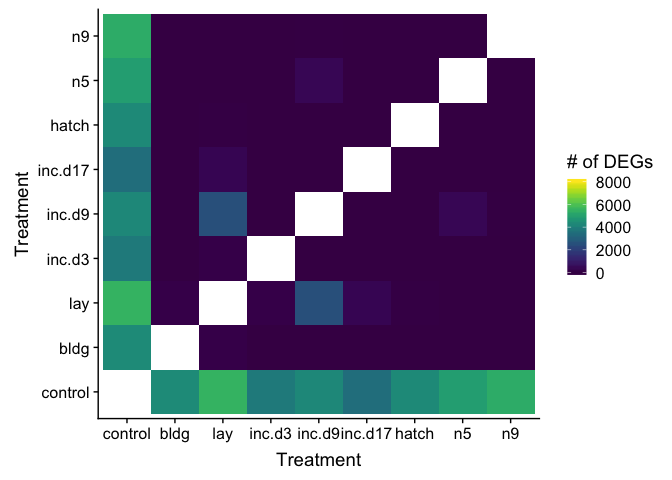 n9
n5
hatch
inc.d17
inc.d9
inc.d3
lay
bldg
control
Treatment
control bldg lay inc.d3 inc.d9 inc.d17 hatch n5 n9
Treatment
# of DEGs
8000
6000
4000
2000
0